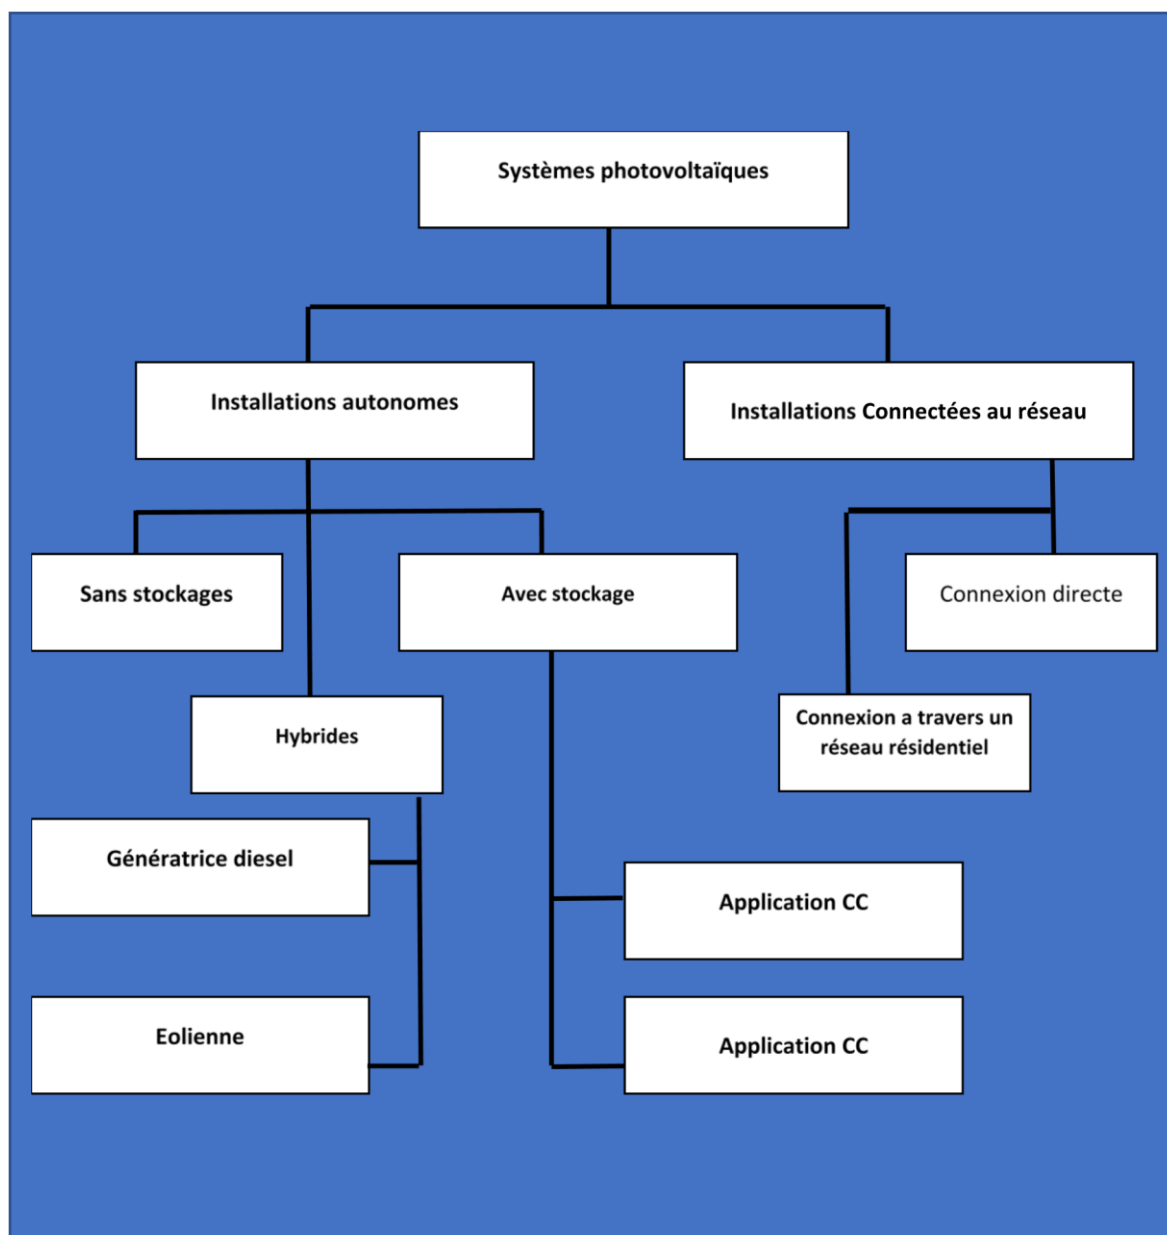 Systèmes photovoltaïques
Installations autonomes
Installations Connectées au réseau
Sans stockages
Avec stockage
Connexion directe
Hybrides
Connexion a travers un
réseau résidentiel
Génératrice diesel
Application CC
Eolienne
Application CC